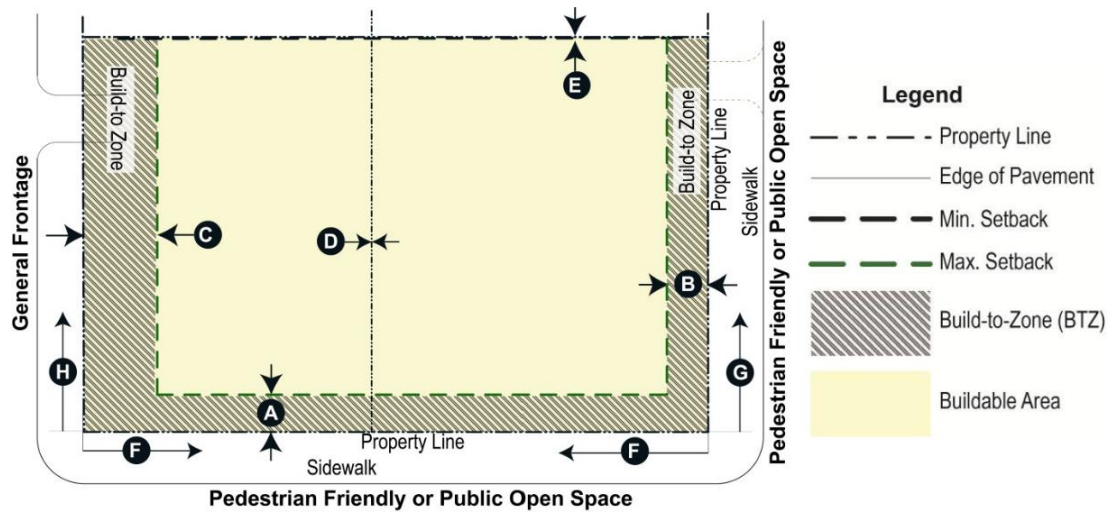 General Frontage
Build-to Zone
Build-to Zone
Property Line
Sidewalk
Pedestrian Friendly or Public Open Space
E
C
D
B
H
A
G
F
F
Property Line
Sidewalk
Pedestrian Friendly or Public Open Space
Legend
Property Line
Edge of Pavement
Min. Setback
Max. Setback
Build-to-Zone (BTZ)
Buildable Area